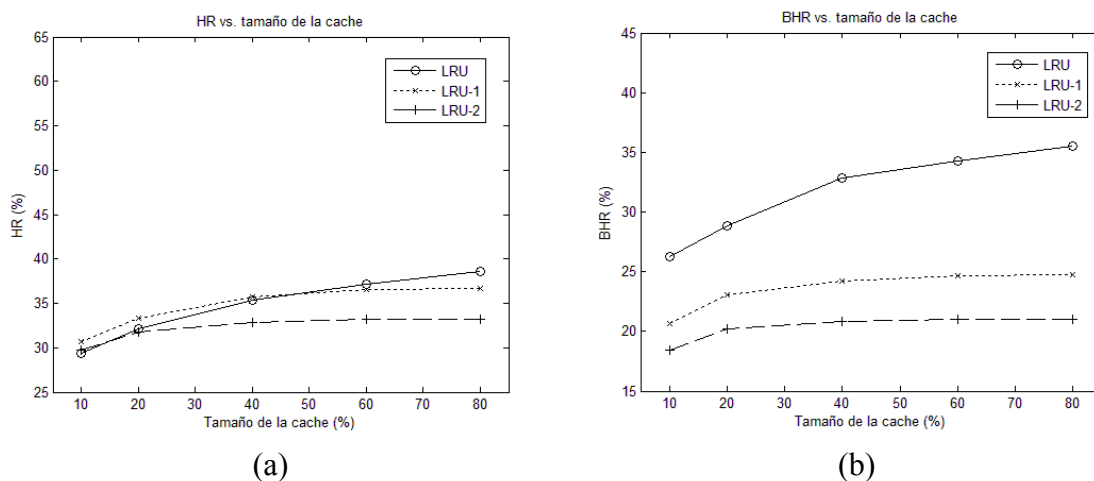 HR vs. tamaño de la cache
65
60
55
50
45
40
35
30
25
HR (%)
LRU
LRU-1
LRU-2
10 20 30 40 50 60 70 80
Tamaño de la cache (%)
(a)
BHR vs. tamaño de la cache
45
40
35
30
25
20
15
BHR (%)
LRU
LRU-1
LRU-2
10 20 30 40 50 60 70 80
Tamaño de la cache (%)
(b)